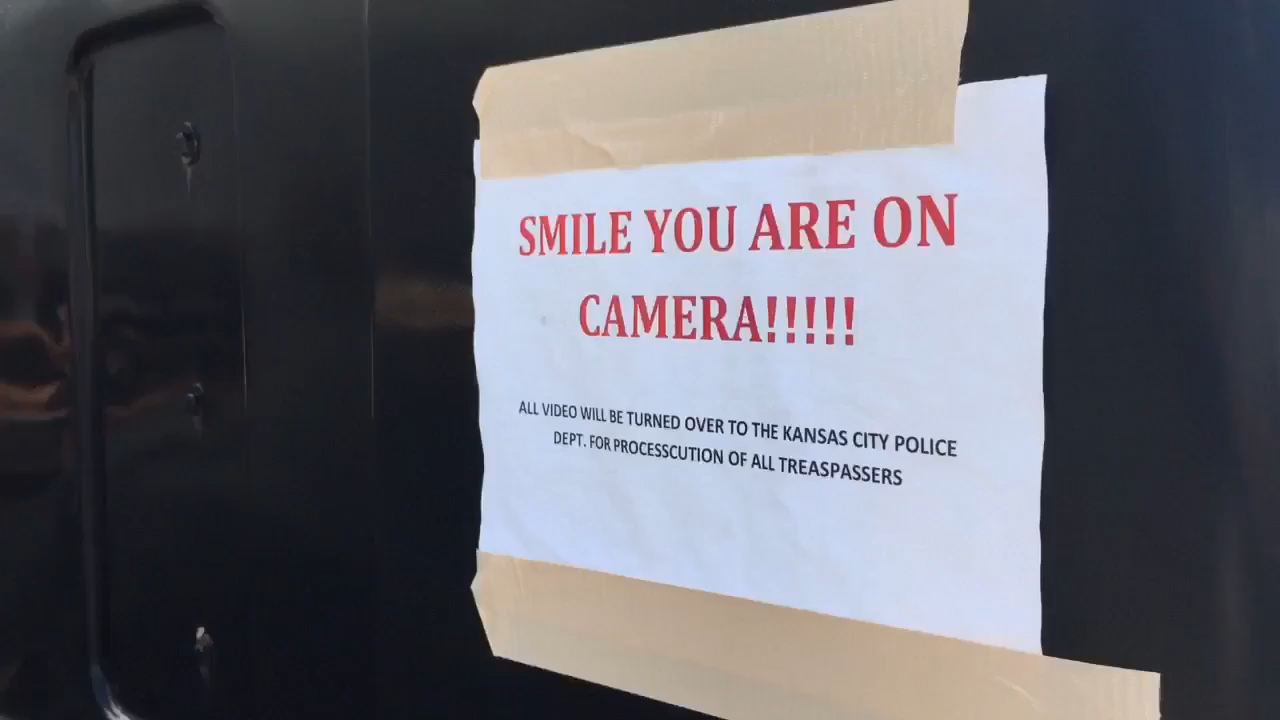 SMILE YOU ARE ON
CAMERA!!!!!
ALL VIDEO WILL BE TURNED OVER TO THE KANSAS CITY POLICE
DEPT. FOR PROCESSCUTION OF ALL TREASPASSERS